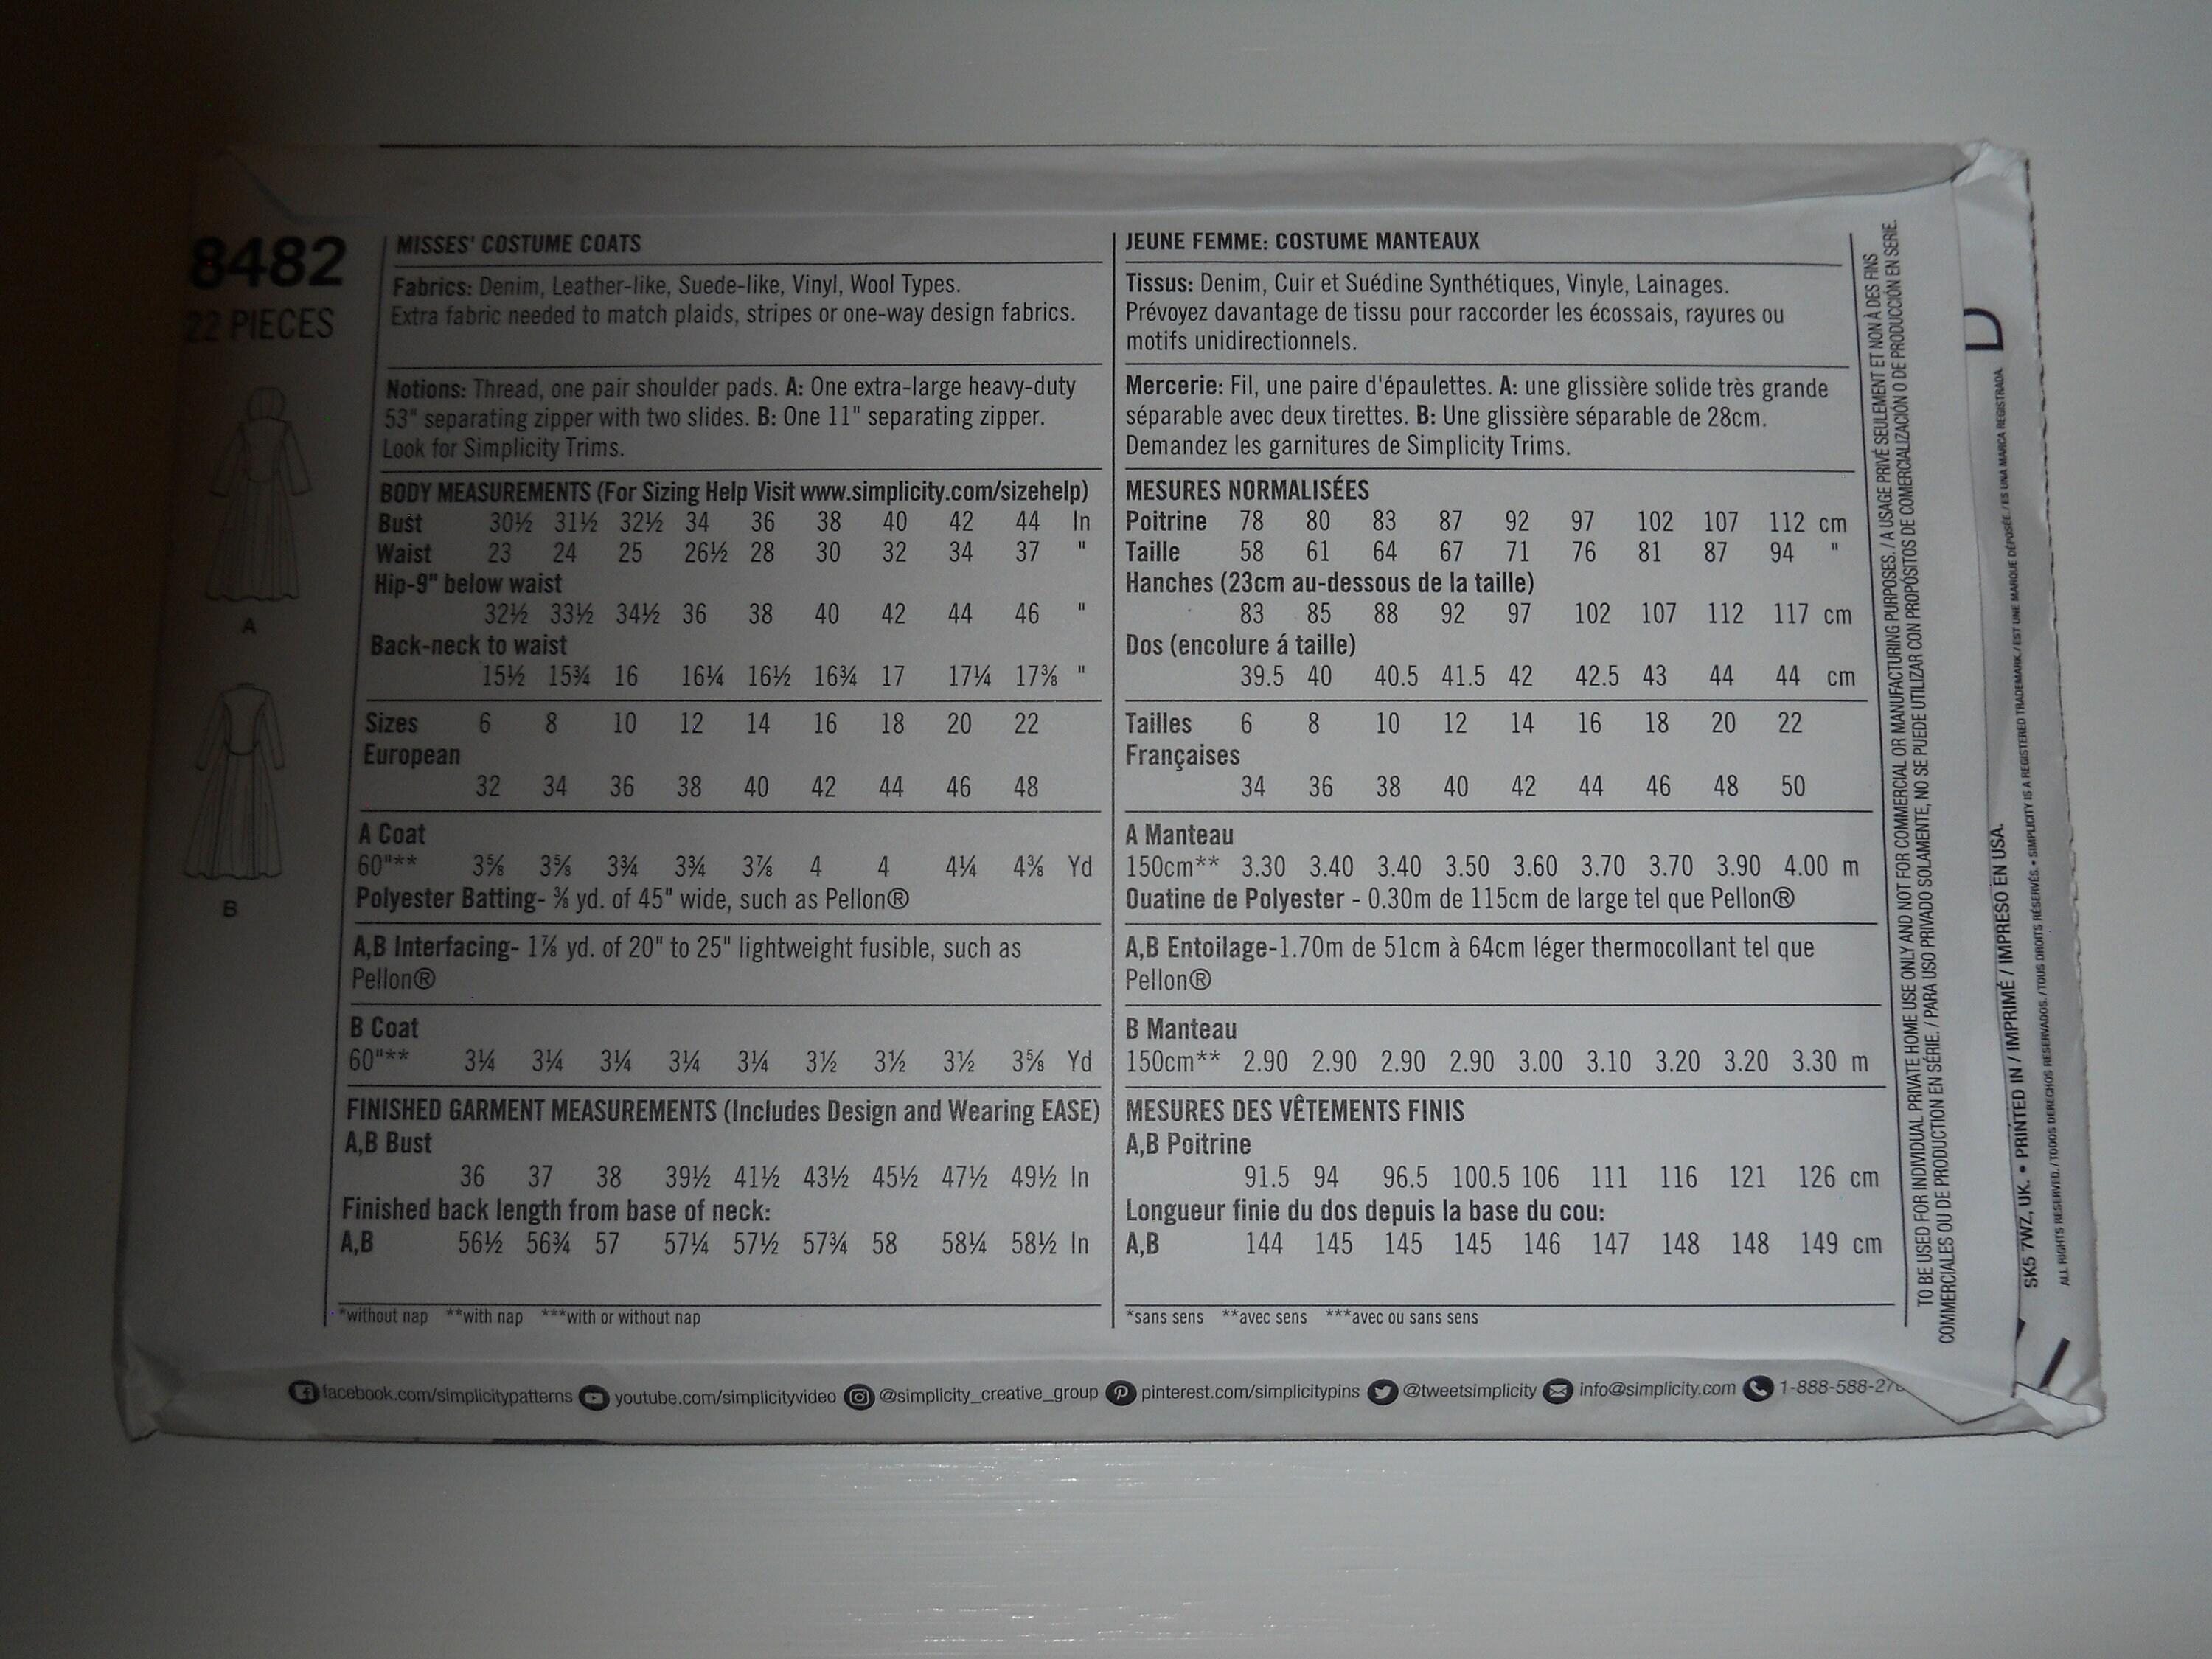 8482
22 PIECES
A
B
MISSES' COSTUME COATS
Fabrics: Denim, Leather-like, Suede-like, Vinyl, Wool Types.
Extra fabric needed to match plaids, stripes or one-way design fabrics.
Notions: Thread, one pair shoulder pads. A: One extra-large heavy-duty
53" separating zipper with two slides. B: One 11" separating zipper.
Look for Simplicity Trims.
BODY MEASUREMENTS (For Sizing Help Visit www.simplicity.com/sizehelp)
Bust 30½ 31½ 32½ 34 36 38 40 42 44 In
Waist 23 24 25 26½ 28 30 32 34 37 "
Hip-9" below waist
32½ 33½ 34½ 36 38 40 42 44 46 "
Back-neck to waist
15½ 15¾ 16 16¼ 16½ 16¾ 17 17¼ 17⅜ "
Sizes 6 8 10 12 14 16 18 20 22
European
32 34 36 38 40 42 44 46 48
A Coat
60"** 3⅝ 3⅝ 3¾ 3¾ 3⅞ 4 4 4¼ 4⅜ Yd
Polyester Batting- ⅜ yd. of 45" wide, such as Pellon®
A,B Interfacing- 1⅞ yd. of 20" to 25" lightweight fusible, such as
Pellon®
B Coat
60"** 3¼ 3¼ 3¼ 3¼ 3¼ 3½ 3½ 3½ 3⅝ Yd
FINISHED GARMENT MEASUREMENTS (Includes Design and Wearing EASE)
A,B Bust
36 37 38 39½ 41½ 43½ 45½ 47½ 49½ In
Finished back length from base of neck:
A,B 56½ 56¾ 57 57¼ 57½ 57¾ 58 58¼ 58½ In
*without nap **with nap ***with or without nap
JEUNE FEMME: COSTUME MANTEAUX
Tissus: Denim, Cuir et Suédine Synthétiques, Vinyle, Lainages.
Prévoyez davantage de tissu pour raccorder les écossais, rayures ou
motifs unidirectionnels.
Mercerie: Fil, une paire d'épaulettes. A: une glissière solide très grande
séparable avec deux tirettes. B: Une glissière séparable de 28cm.
Demandez les garnitures de Simplicity Trims.
MESURES NORMALISÉES
Poitrine 78 80 83 87 92 97 102 107 112 cm
Taille 58 61 64 67 71 76 81 87 94 "
Hanches (23cm au-dessous de la taille)
83 85 88 92 97 102 107 112 117 cm
Dos (encolure á taille)
39.5 40 40.5 41.5 42 42.5 43 44 44 cm
Tailles 6 8 10 12 14 16 18 20 22
Françaises
34 36 38 40 42 44 46 48 50
A Manteau
150cm** 3.30 3.40 3.40 3.50 3.60 3.70 3.70 3.90 4.00 m
Ouatine de Polyester - 0.30m de 115cm de large tel que Pellon®
A,B Entoilage-1.70m de 51cm à 64cm léger thermocollant tel que
Pellon®
B Manteau
150cm** 2.90 2.90 2.90 2.90 3.00 3.10 3.20 3.20 3.30 m
MESURES DES VÊTEMENTS FINIS
A,B Poitrine
91.5 94 96.5 100.5 106 111 116 121 126 cm
Longueur finie du dos depuis la base du cou:
A,B 144 145 145 145 146 147 148 148 149 cm
*sans sens **avec sens ***avec ou sans sens
TO BE USED FOR INDIVIDUAL PRIVATE HOME USE ONLY AND NOT FOR COMMERCIAL OR MANUFACTURING PURPOSES. / A USAGE PRIVÉ SEULEMENT ET NON À DES FINS
COMMERCIALES OU DE PRODUCTION EN SÉRIE. / PARA USO PRIVADO SOLAMENTE, NO SE PUEDE UTILIZAR CON PROPÓSITOS DE COMERCIALIZACIÓN O DE PRODUCCIÓN EN SERIE.
SK5 7WZ, UK. • PRINTED IN / IMPRIMÉ / IMPRESO EN USA.
ALL RIGHTS RESERVED. / TODOS DERECHOS RESERVADOS. / TOUS DROITS RÉSERVÉS. • SIMPLICITY IS A REGISTERED TRADEMARK / EST UNE MARQUE DÉPOSÉE. / ES UNA MARCA REGISTRADA
facebook.com/simplicitypatterns youtube.com/simplicityvideo @simplicity_creative_group pinterest.com/simplicitypins @tweetsimplicity info@simplicity.com 1-888-588-27